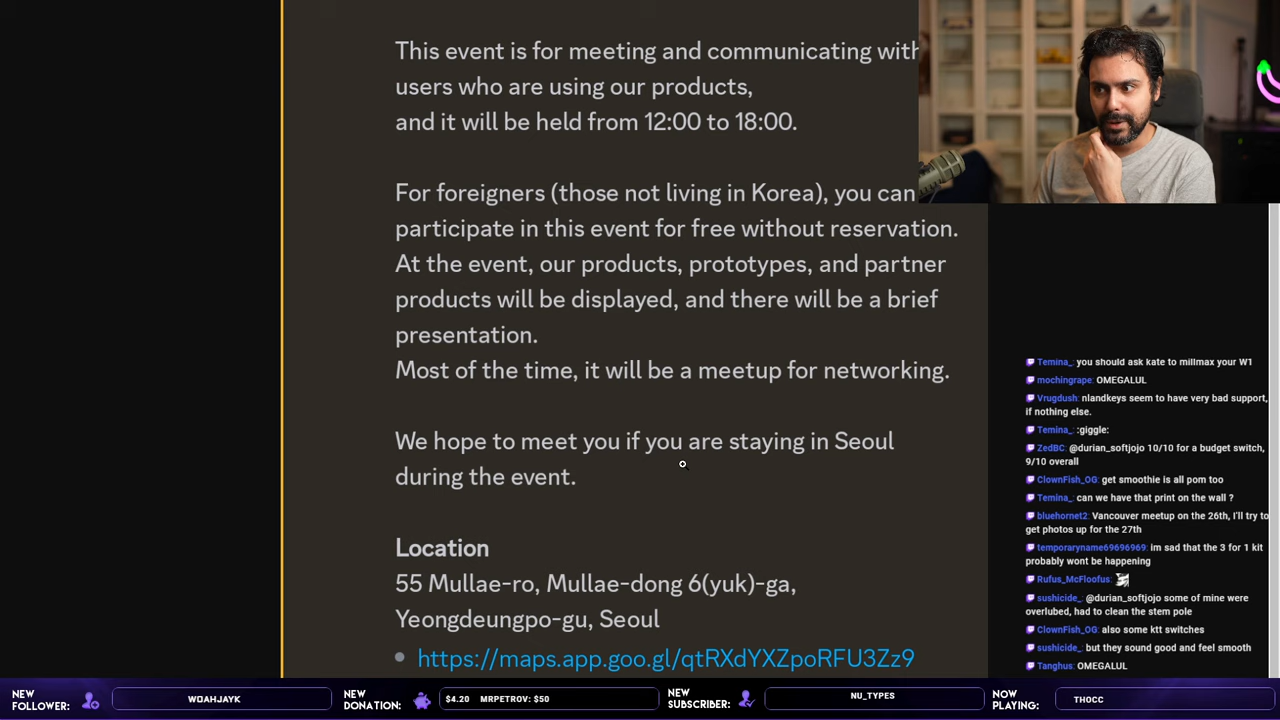 This event is for meeting and communicating with
users who are using our products,
and it will be held from 12:00 to 18:00.
For foreigners (those not living in Korea), you can
participate in this event for free without reservation.
At the event, our products, prototypes, and partner
products will be displayed, and there will be a brief
presentation.
Most of the time, it will be a meetup for networking.
We hope to meet you if you are staying in Seoul
during the event.
Location
55 Mullae-ro, Mullae-dong 6(yuk)-ga,
Yeongdeungpo-gu, Seoul
https://maps.app.goo.gl/qtRXdYXZpoRFU3Zz9
Temina_: you should ask kate to millmax your W1
mochingrape: OMEGALUL
Vrugdush: nlandkeys seem to have very bad support,
if nothing else.
Temina_: :giggle:
ZedBC: @durian_softjojo 10/10 for a budget switch,
9/10 overall
ClownFish_OG: get smoothie is all pom too
Temina_: can we have that print on the wall ?
bluehornet2: Vancouver meetup on the 26th, I'll try to
get photos up for the 27th
temporaryname69696969: im sad that the 3 for 1 kit
probably wont be happening
Rufus_McFloofus:
sushicide_: @durian_softjojo some of mine were
overlubed, had to clean the stem pole
ClownFish_OG: also some ktt switches
sushicide_: but they sound good and feel smooth
Tanghus: OMEGALUL
NEW
FOLLOWER:
WOAHJAYK
NEW
DONATION:
$4.20 MRPETROV: $50
NEW
SUBSCRIBER:
NU_TYPES
NOW
PLAYING:
THOCC